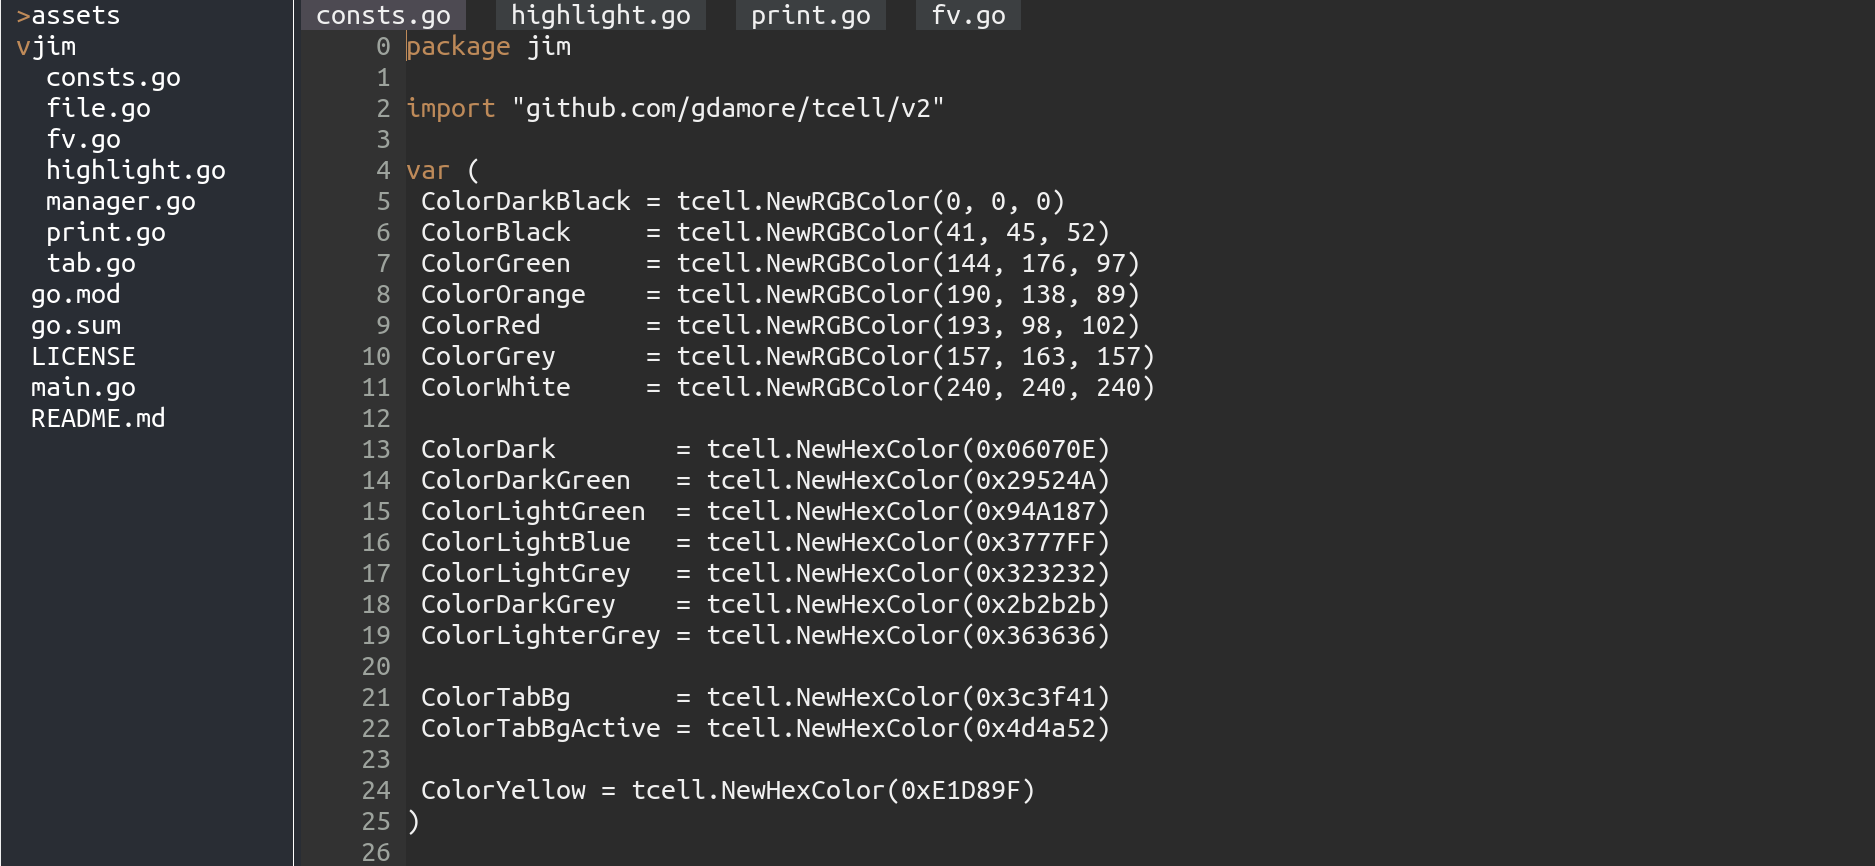 >assets
vjim
consts.go
file.go
fv.go
highlight.go
manager.go
print.go
tab.go
go.mod
go.sum
LICENSE
main.go
README.md
consts.go highlight.go print.go fv.go
0 package jim
1
2 import "github.com/gdamore/tcell/v2"
3
4 var (
5 ColorDarkBlack = tcell.NewRGBColor(0, 0, 0)
6 ColorBlack     = tcell.NewRGBColor(41, 45, 52)
7 ColorGreen     = tcell.NewRGBColor(144, 176, 97)
8 ColorOrange    = tcell.NewRGBColor(190, 138, 89)
9 ColorRed       = tcell.NewRGBColor(193, 98, 102)
10 ColorGrey      = tcell.NewRGBColor(157, 163, 157)
11 ColorWhite     = tcell.NewRGBColor(240, 240, 240)
12
13 ColorDark        = tcell.NewHexColor(0x06070E)
14 ColorDarkGreen   = tcell.NewHexColor(0x29524A)
15 ColorLightGreen  = tcell.NewHexColor(0x94A187)
16 ColorLightBlue   = tcell.NewHexColor(0x3777FF)
17 ColorLightGrey   = tcell.NewHexColor(0x323232)
18 ColorDarkGrey    = tcell.NewHexColor(0x2b2b2b)
19 ColorLighterGrey = tcell.NewHexColor(0x363636)
20
21 ColorTabBg       = tcell.NewHexColor(0x3c3f41)
22 ColorTabBgActive = tcell.NewHexColor(0x4d4a52)
23
24 ColorYellow = tcell.NewHexColor(0xE1D89F)
25 )
26